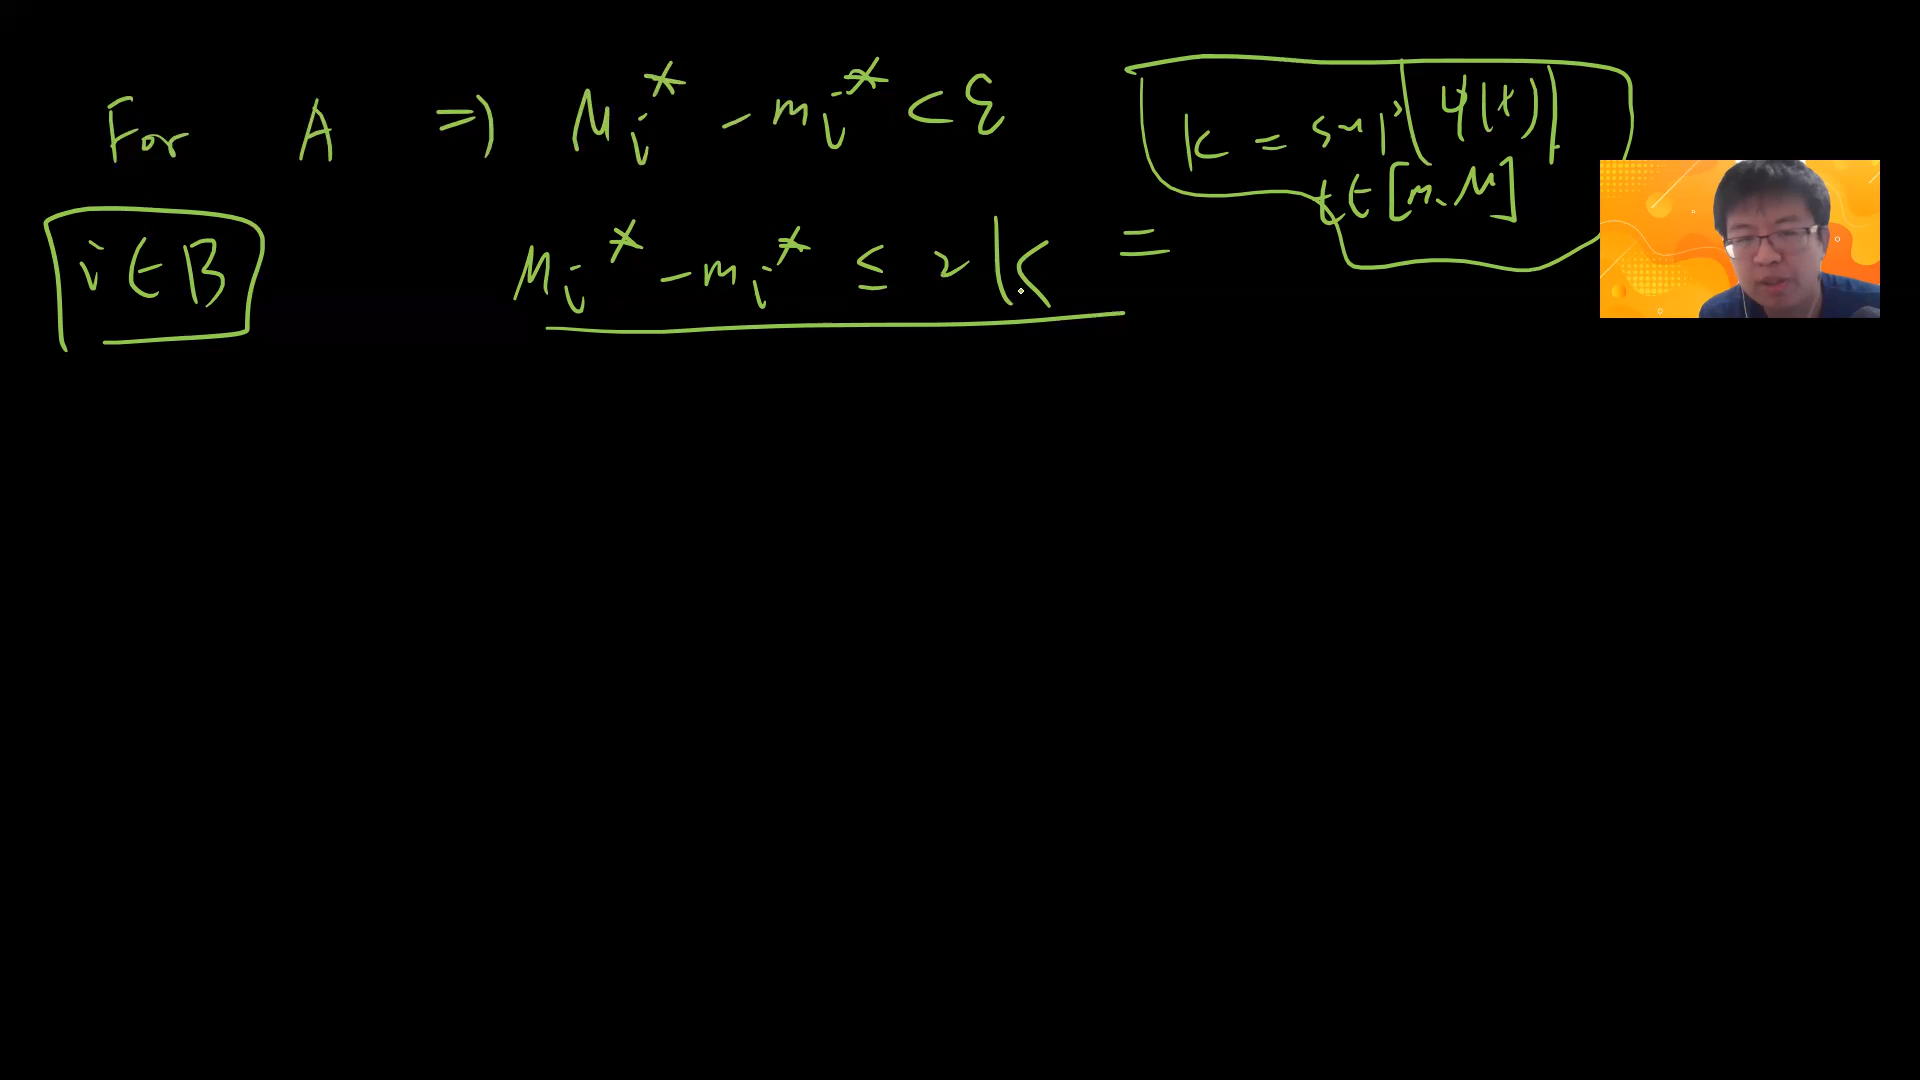 For A => Mᵢ* - mᵢ* < ε
K = sup |φ(t)|
t ∈ [m, M]
i ∈ B Mᵢ* - mᵢ* ≤ 2K =